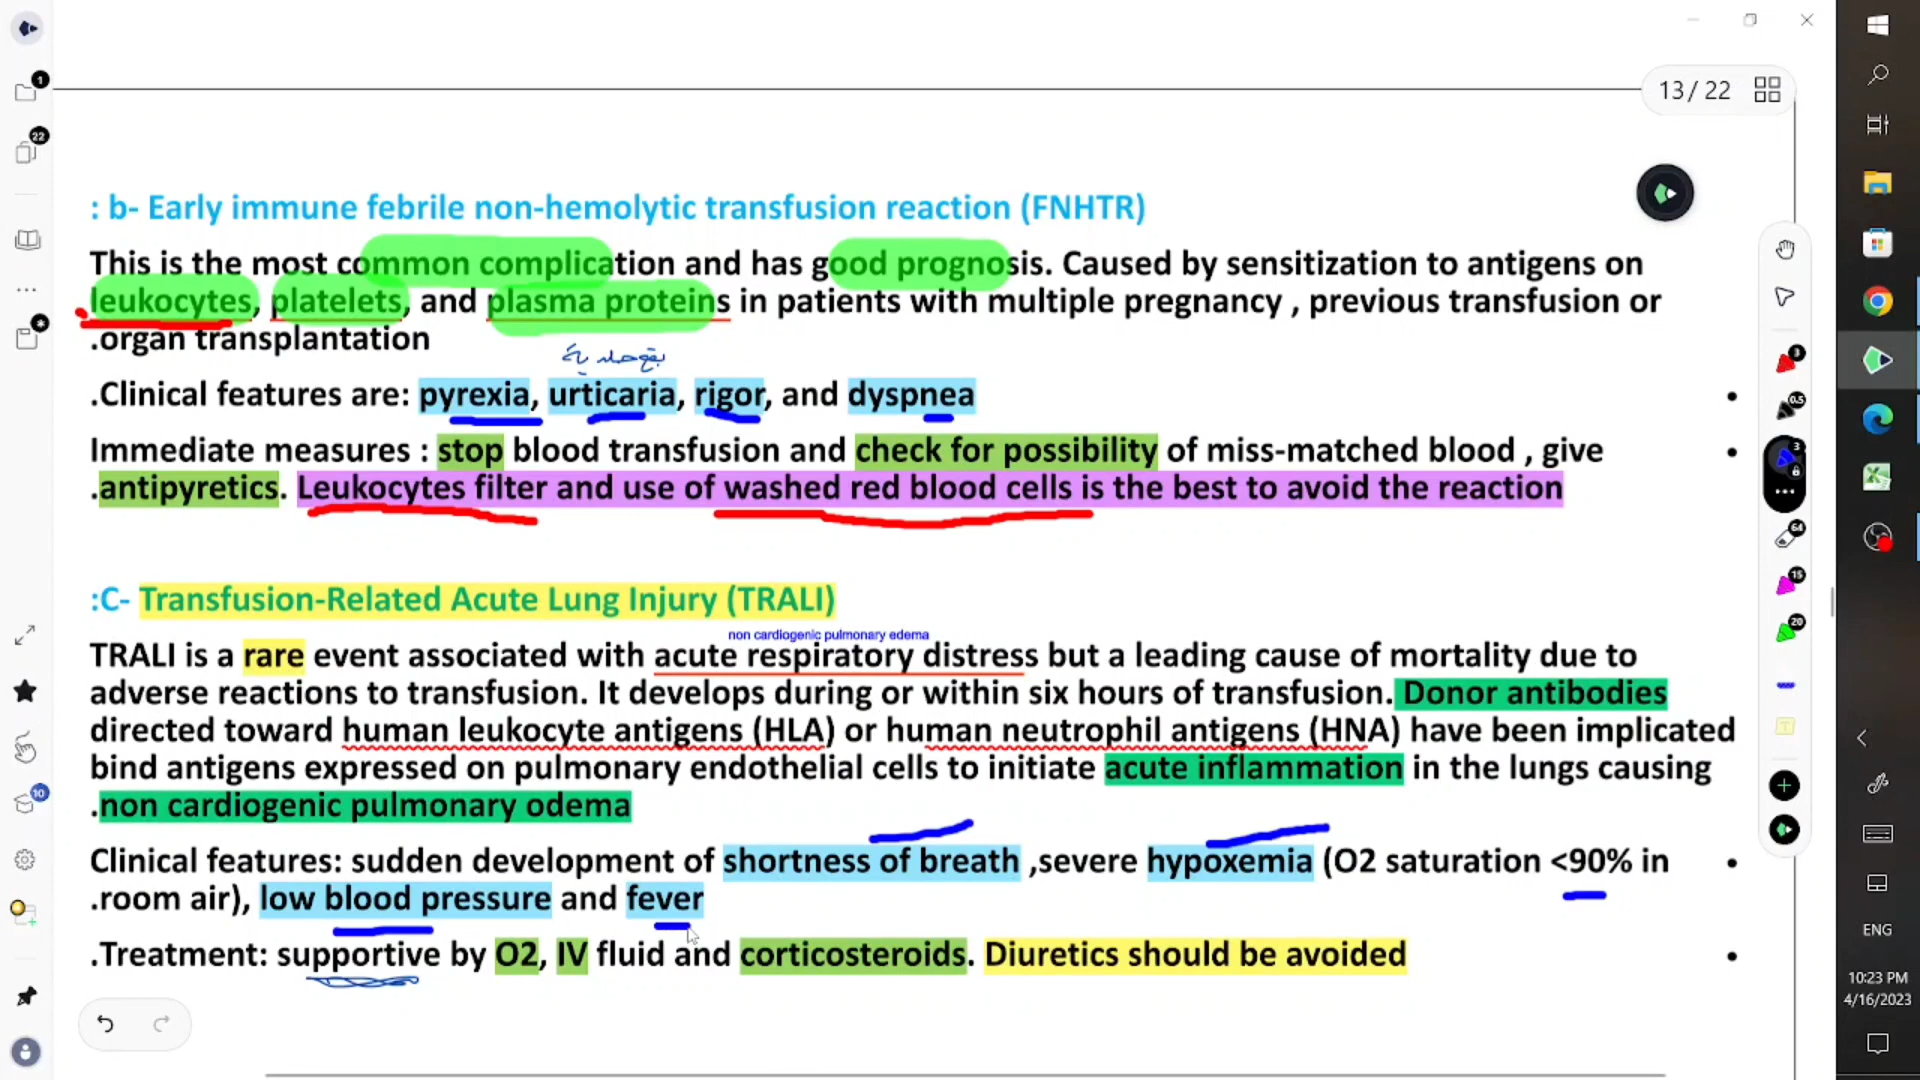 13/ 22
: b- Early immune febrile non-hemolytic transfusion reaction (FNHTR)
This is the most common complication and has good prognosis. Caused by sensitization to antigens on
leukocytes, platelets, and plasma proteins in patients with multiple pregnancy , previous transfusion or
.organ transplantation
.Clinical features are: pyrexia, urticaria, rigor, and dyspnea •
Immediate measures : stop blood transfusion and check for possibility of miss-matched blood , give •
.antipyretics. Leukocytes filter and use of washed red blood cells is the best to avoid the reaction
:C- Transfusion-Related Acute Lung Injury (TRALI)
non cardiogenic pulmonary edema
TRALI is a rare event associated with acute respiratory distress but a leading cause of mortality due to
adverse reactions to transfusion. It develops during or within six hours of transfusion. Donor antibodies
directed toward human leukocyte antigens (HLA) or human neutrophil antigens (HNA) have been implicated
bind antigens expressed on pulmonary endothelial cells to initiate acute inflammation in the lungs causing
.non cardiogenic pulmonary odema
Clinical features: sudden development of shortness of breath ,severe hypoxemia (O2 saturation <90% in •
.room air), low blood pressure and fever
.Treatment: supportive by O2, IV fluid and corticosteroids. Diuretics should be avoided •
1
22
10
3
0.5
3
64
15
20
ENG
10:23 PM
4/16/2023